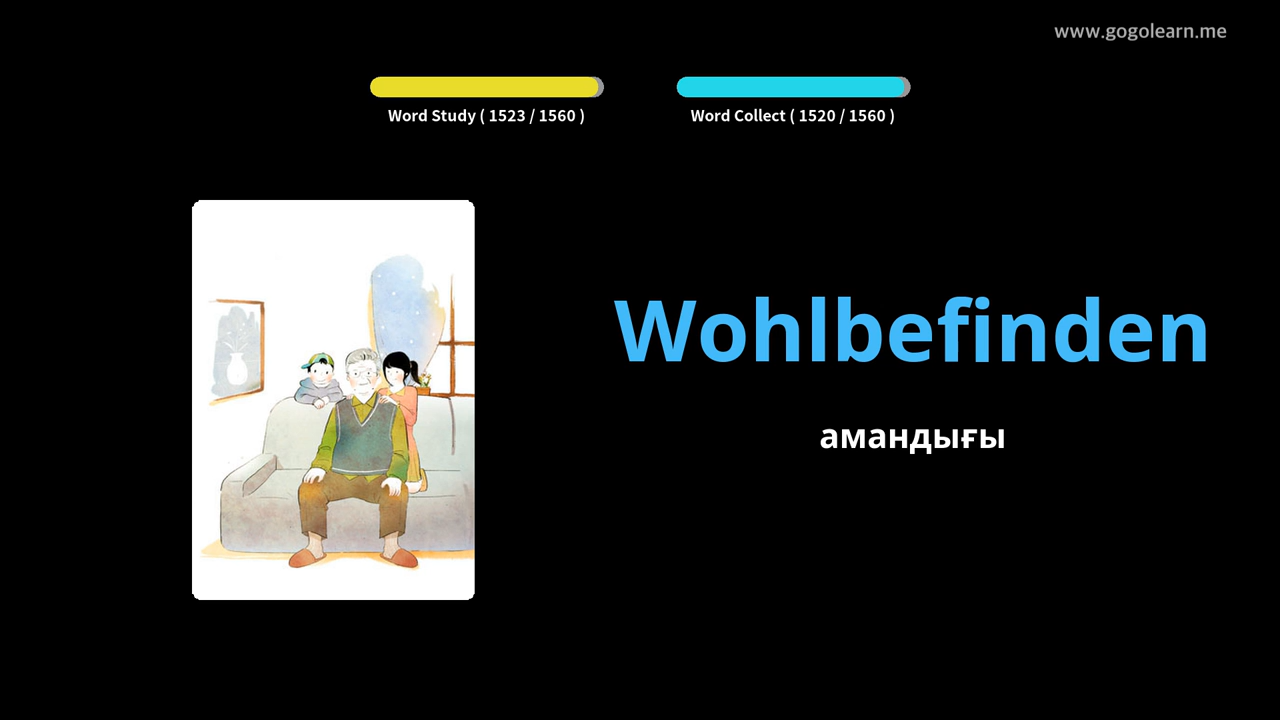 www.gogolearn.me
Word Study ( 1523 / 1560 )
Word Collect ( 1520 / 1560 )
Wohlbefinden
амандығы